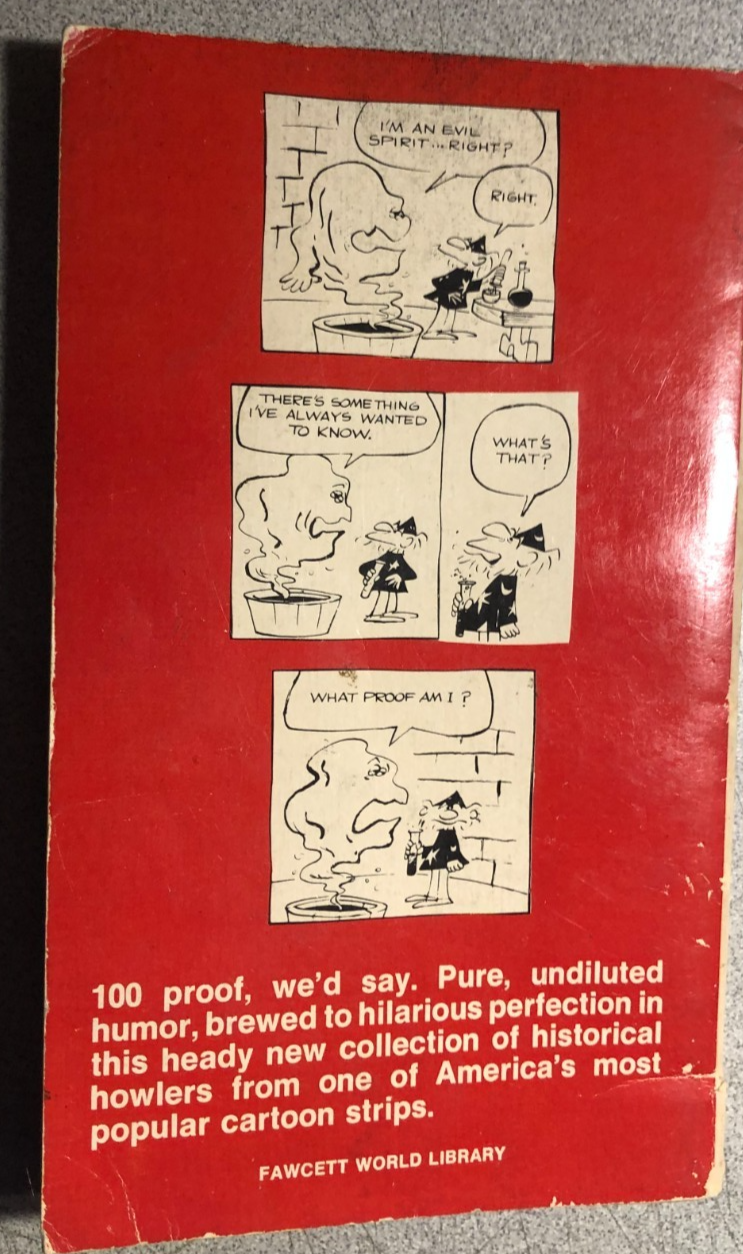 I'M AN EVIL
SPIRIT...RIGHT?
RIGHT.
THERE'S SOMETHING
I'VE ALWAYS WANTED
TO KNOW.
WHAT'S
THAT?
WHAT PROOF AM I?
100 proof, we'd say. Pure, undiluted
humor, brewed to hilarious perfection in
this heady new collection of historical
howlers from one of America's most
popular cartoon strips.
FAWCETT WORLD LIBRARY